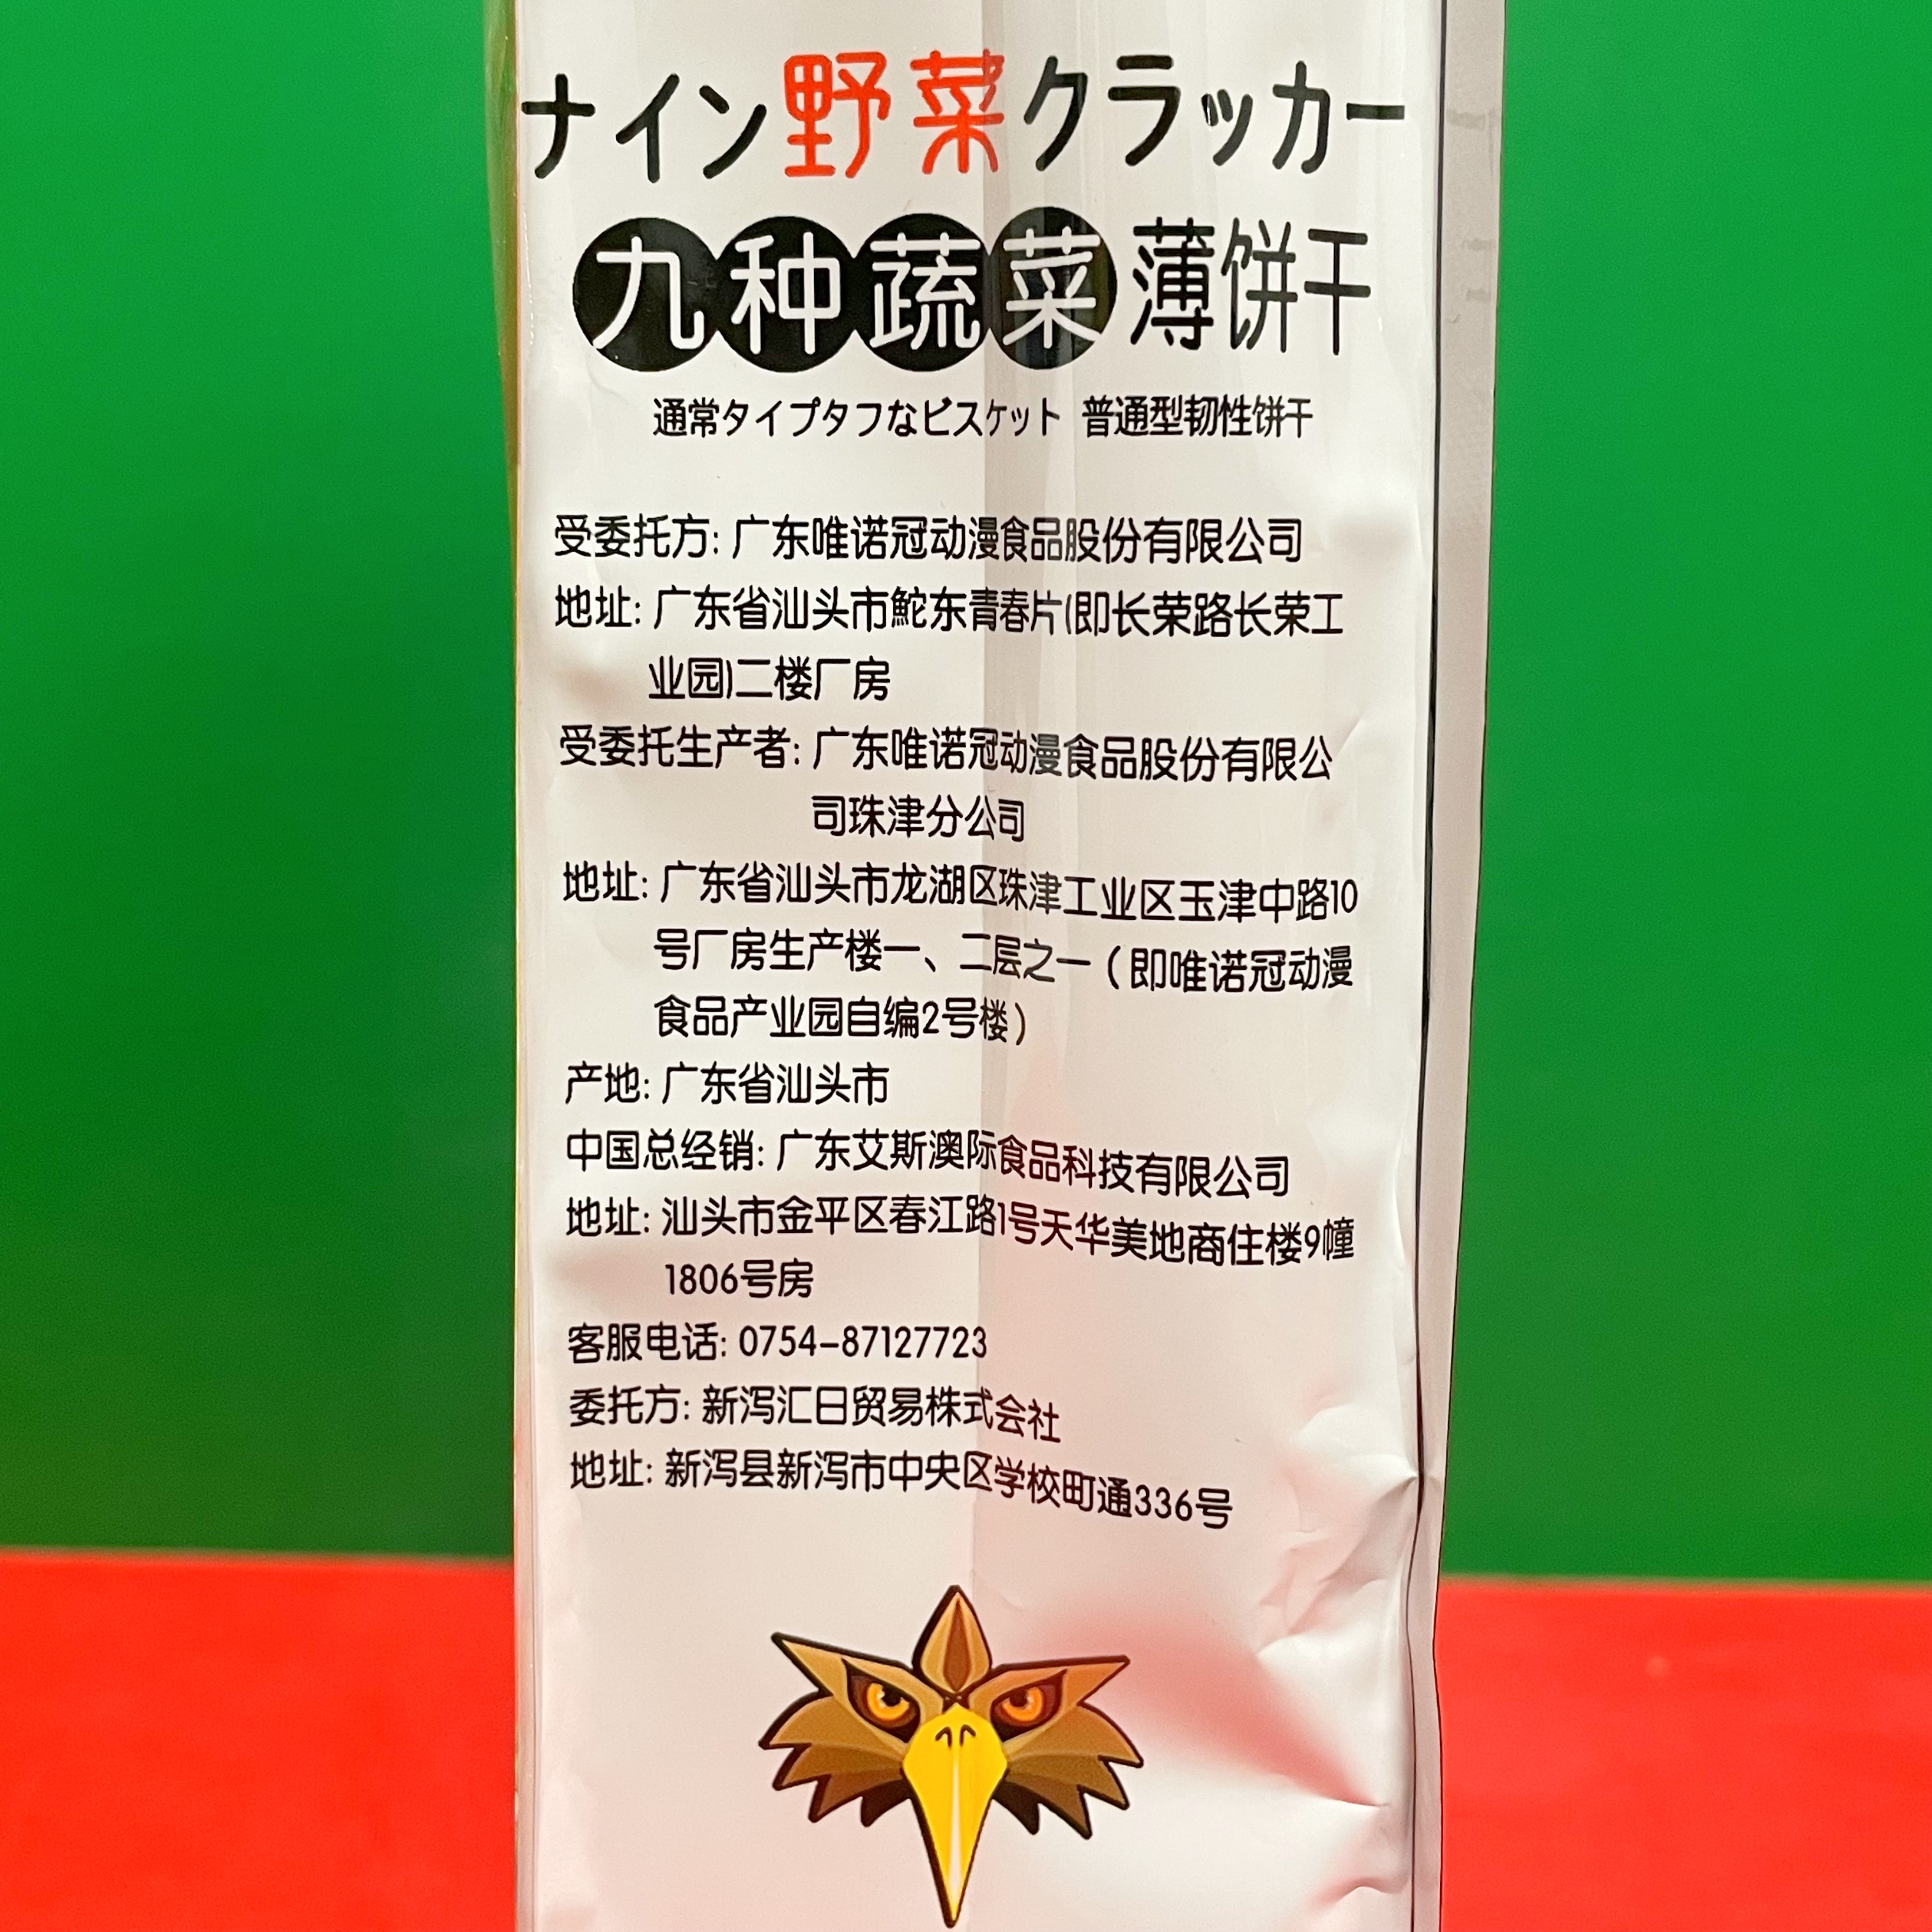 ナイン野菜クラッカー
九种蔬菜薄饼干
通常タイプタフなビスケット 普通型韧性饼干
受委托方: 广东唯诺冠动漫食品股份有限公司
地址: 广东省汕头市鮀东青春片(即长荣路长荣工
业园)二楼厂房
受委托生产者: 广东唯诺冠动漫食品股份有限公
司珠津分公司
地址: 广东省汕头市龙湖区珠津工业区玉津中路10
号厂房生产楼一、二层之一（即唯诺冠动漫
食品产业园自编2号楼）
产地: 广东省汕头市
中国总经销: 广东艾斯澳际食品科技有限公司
地址: 汕头市金平区春江路1号天华美地商住楼9幢
1806号房
客服电话: 0754-87127723
委托方: 新泻汇日贸易株式会社
地址: 新泻县新泻市中央区学校町通336号